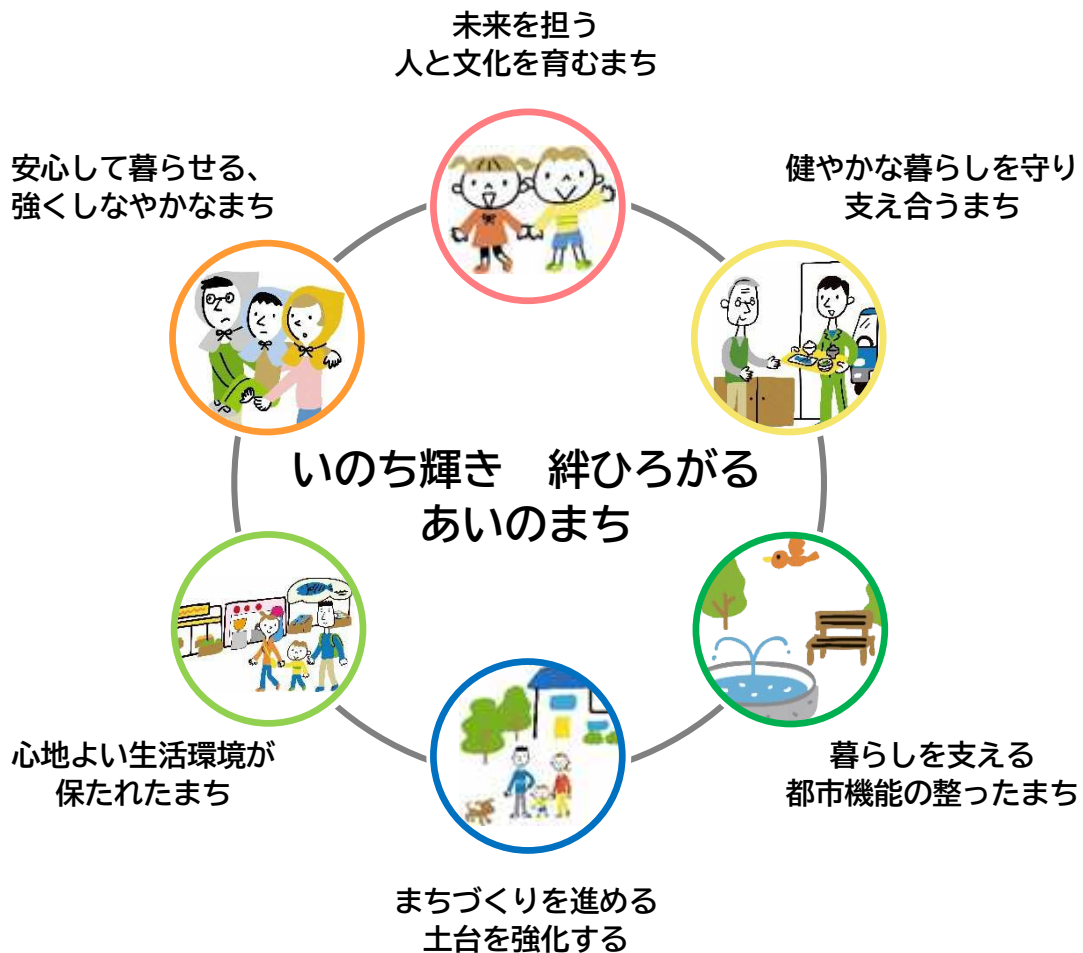 未来を担う
人と文化を育むまち
安心して暮らせる、
強くしなやかなまち
健やかな暮らしを守り
支え合うまち
いのち輝き　絆ひろがる
あいのまち
心地よい生活環境が
保たれたまち
暮らしを支える
都市機能の整ったまち
まちづくりを進める
土台を強化する